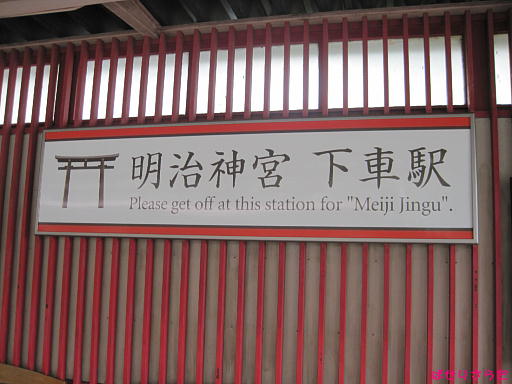 明治神宮 下車駅
Please get off at this station for "Meiji Jingu".